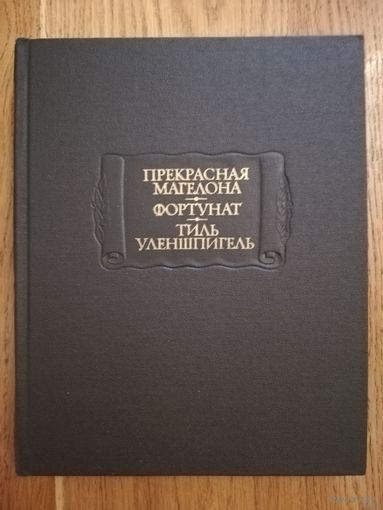 ПРЕКРАСНАЯ
МАГЕЛОНА
ФОРТУНАТ
ТИЛЬ
УЛЕНШПИГЕЛЬ